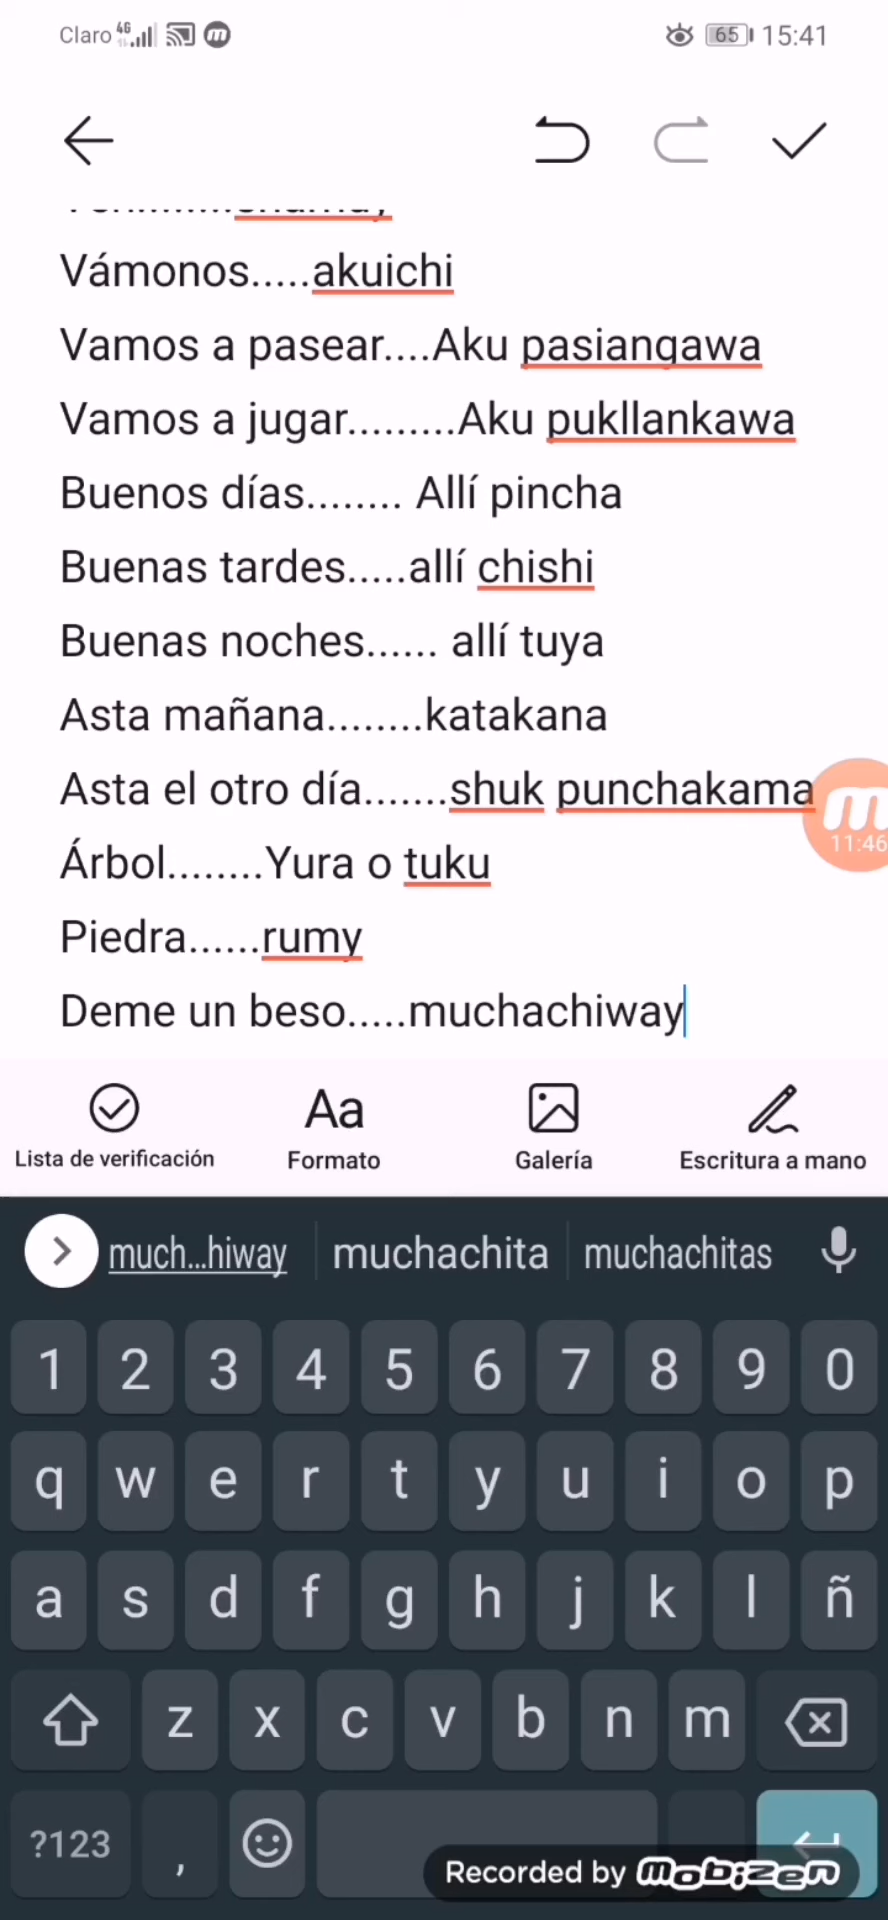 Claro 4G 65 15:41
Vámonos.....akuichi
Vamos a pasear....Aku pasiangawa
Vamos a jugar.........Aku pukllankawa
Buenos días........ Allí pincha
Buenas tardes.....allí chishi
Buenas noches...... allí tuya
Asta mañana........katakana
Asta el otro día.......shuk punchakama
11:46
Árbol........Yura o tuku
Piedra......rumy
Deme un beso.....muchachiway
Lista de verificación Formato Galería Escritura a mano
much...hiway muchachita muchachitas
1 2 3 4 5 6 7 8 9 0
q w e r t y u i o p
a s d f g h j k l ñ
z x c v b n m
?123 ,
Recorded by mobizen